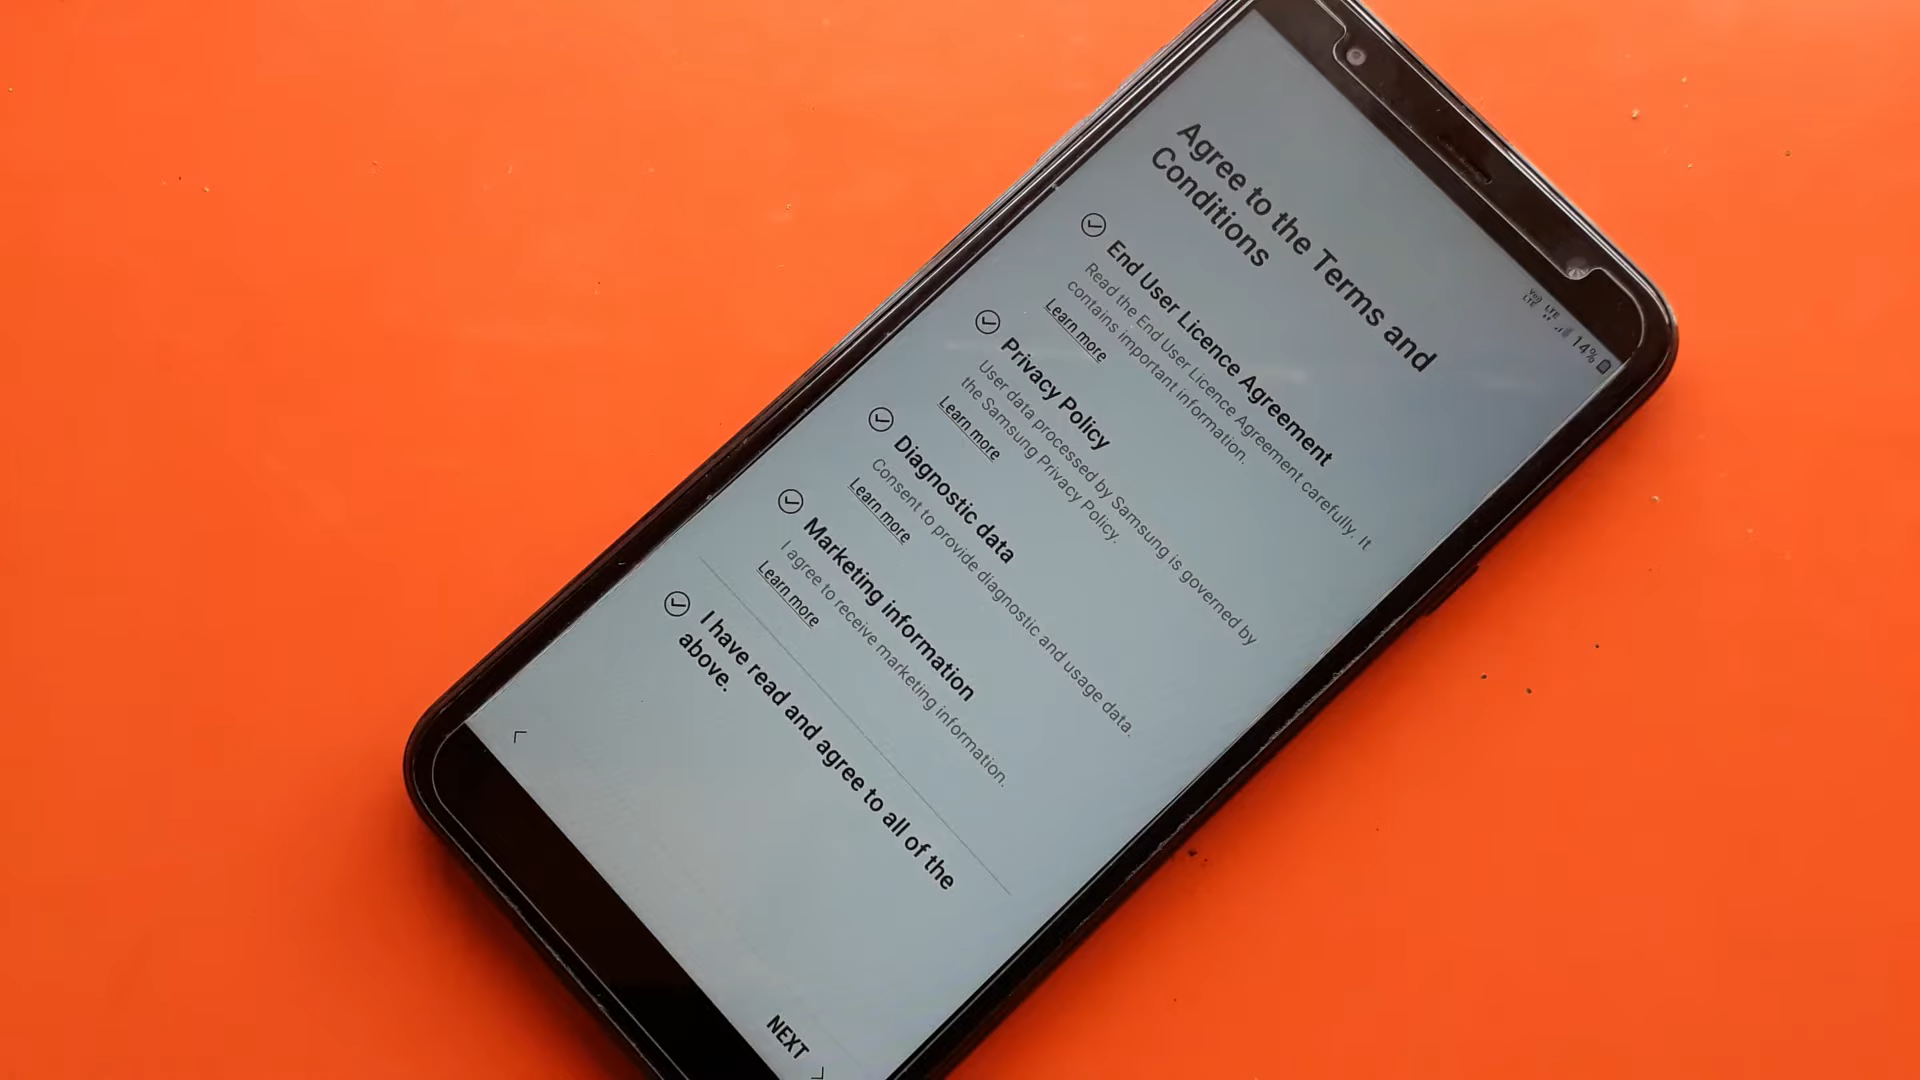 Vo)) LTE
LTE 14%
Agree to the Terms and
Conditions
End User Licence Agreement
Read the End User Licence Agreement carefully. It
contains important information.
Learn more
Privacy Policy
User data processed by Samsung is governed by
the Samsung Privacy Policy.
Learn more
Diagnostic data
Consent to provide diagnostic and usage data.
Learn more
Marketing information
I agree to receive marketing information.
Learn more
I have read and agree to all of the
above.
NEXT